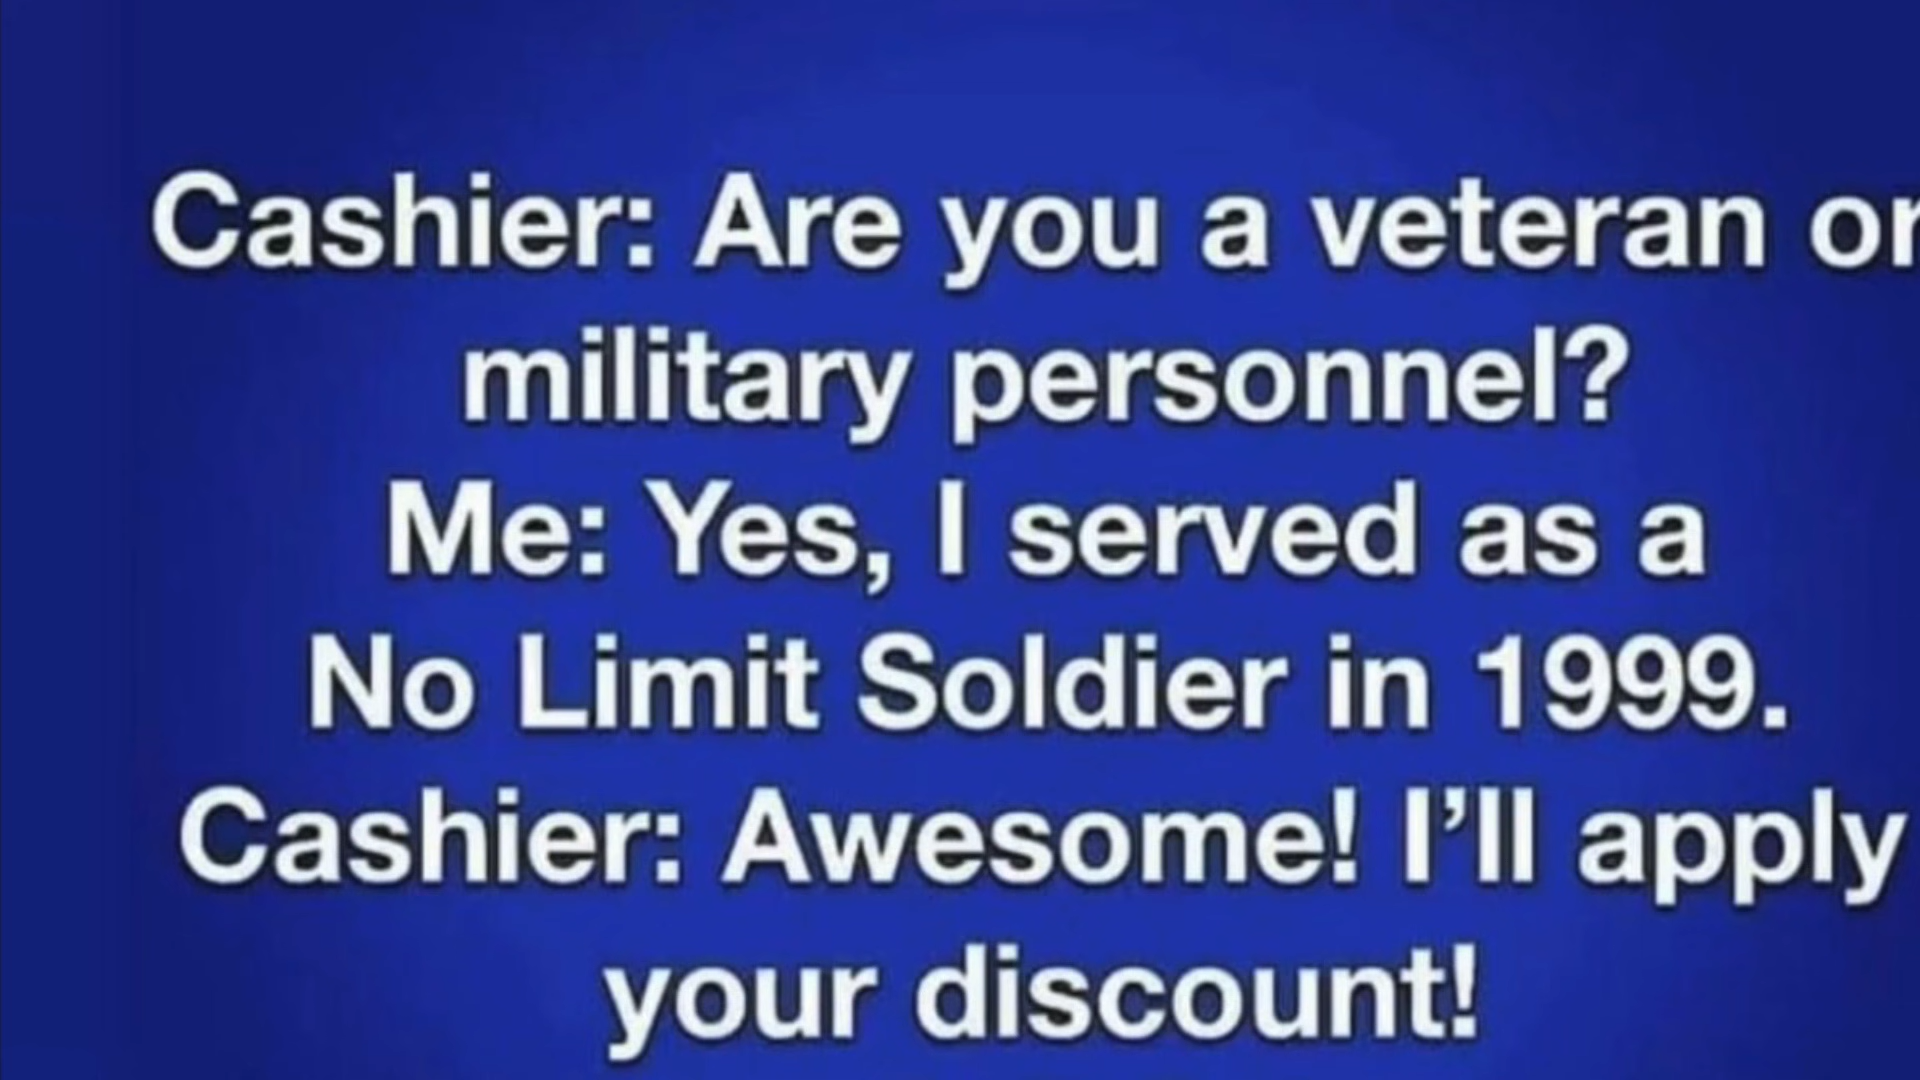 Cashier: Are you a veteran or
military personnel?
Me: Yes, I served as a
No Limit Soldier in 1999.
Cashier: Awesome! I’ll apply
your discount!